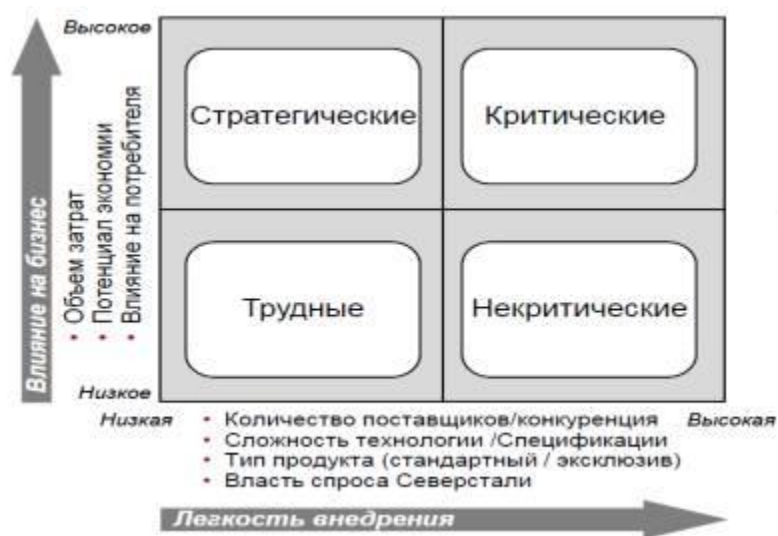 Высокое
Стратегические
Критические
Влияние на бизнес
• Объем затрат
• Потенциал экономии
• Влияние на потребителя
Трудные
Некритические
Низкое
Низкая
• Количество поставщиков/конкуренция
• Сложность технологии /Спецификации
• Тип продукта (стандартный / эксклюзив)
• Власть спроса Северстали
Высокая
Легкость внедрения